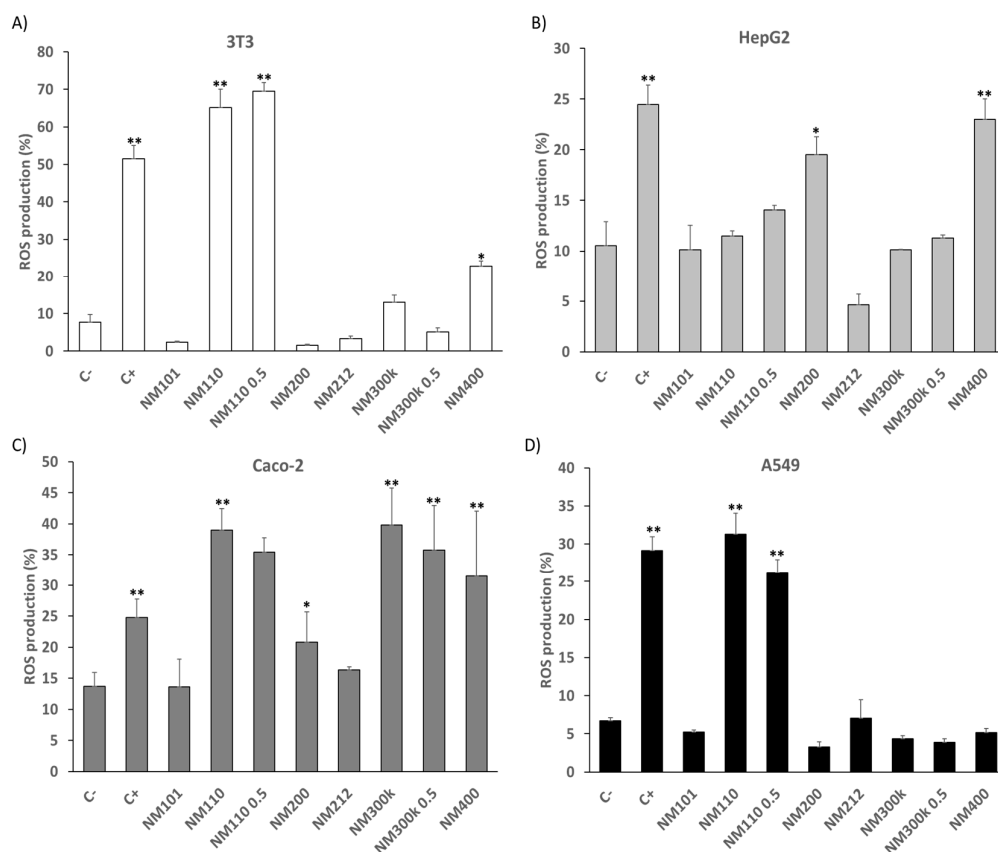 A)
3T3
ROS production (%)
80
70
60
50
40
30
20
10
0
**
**
**
*
C-
C+
NM101
NM110
NM110 0.5
NM200
NM212
NM300k
NM300k 0.5
NM400
B)
HepG2
ROS production (%)
30
25
20
15
10
5
0
**
*
**
C-
C+
NM101
NM110
NM110 0.5
NM200
NM212
NM300k
NM300k 0.5
NM400
C)
Caco-2
ROS production (%)
50
45
40
35
30
25
20
15
10
5
0
**
**
*
**
**
**
C-
C+
NM101
NM110
NM110 0.5
NM200
NM212
NM300k
NM300k 0.5
NM400
D)
A549
ROS production (%)
40
35
30
25
20
15
10
5
0
**
**
**
C-
C+
NM101
NM110
NM110 0.5
NM200
NM212
NM300k
NM300k 0.5
NM400